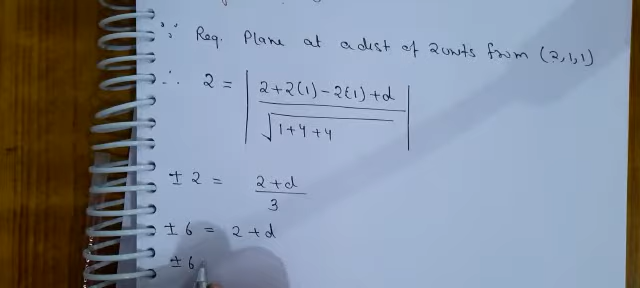 ∵ Req. Plane at a dist of 2 units from (2,1,1)
∴ 2 = | 2+2(1)-2(1)+d / √1+4+4 |
± 2 = 2+d / 3
± 6 = 2+d
± 6